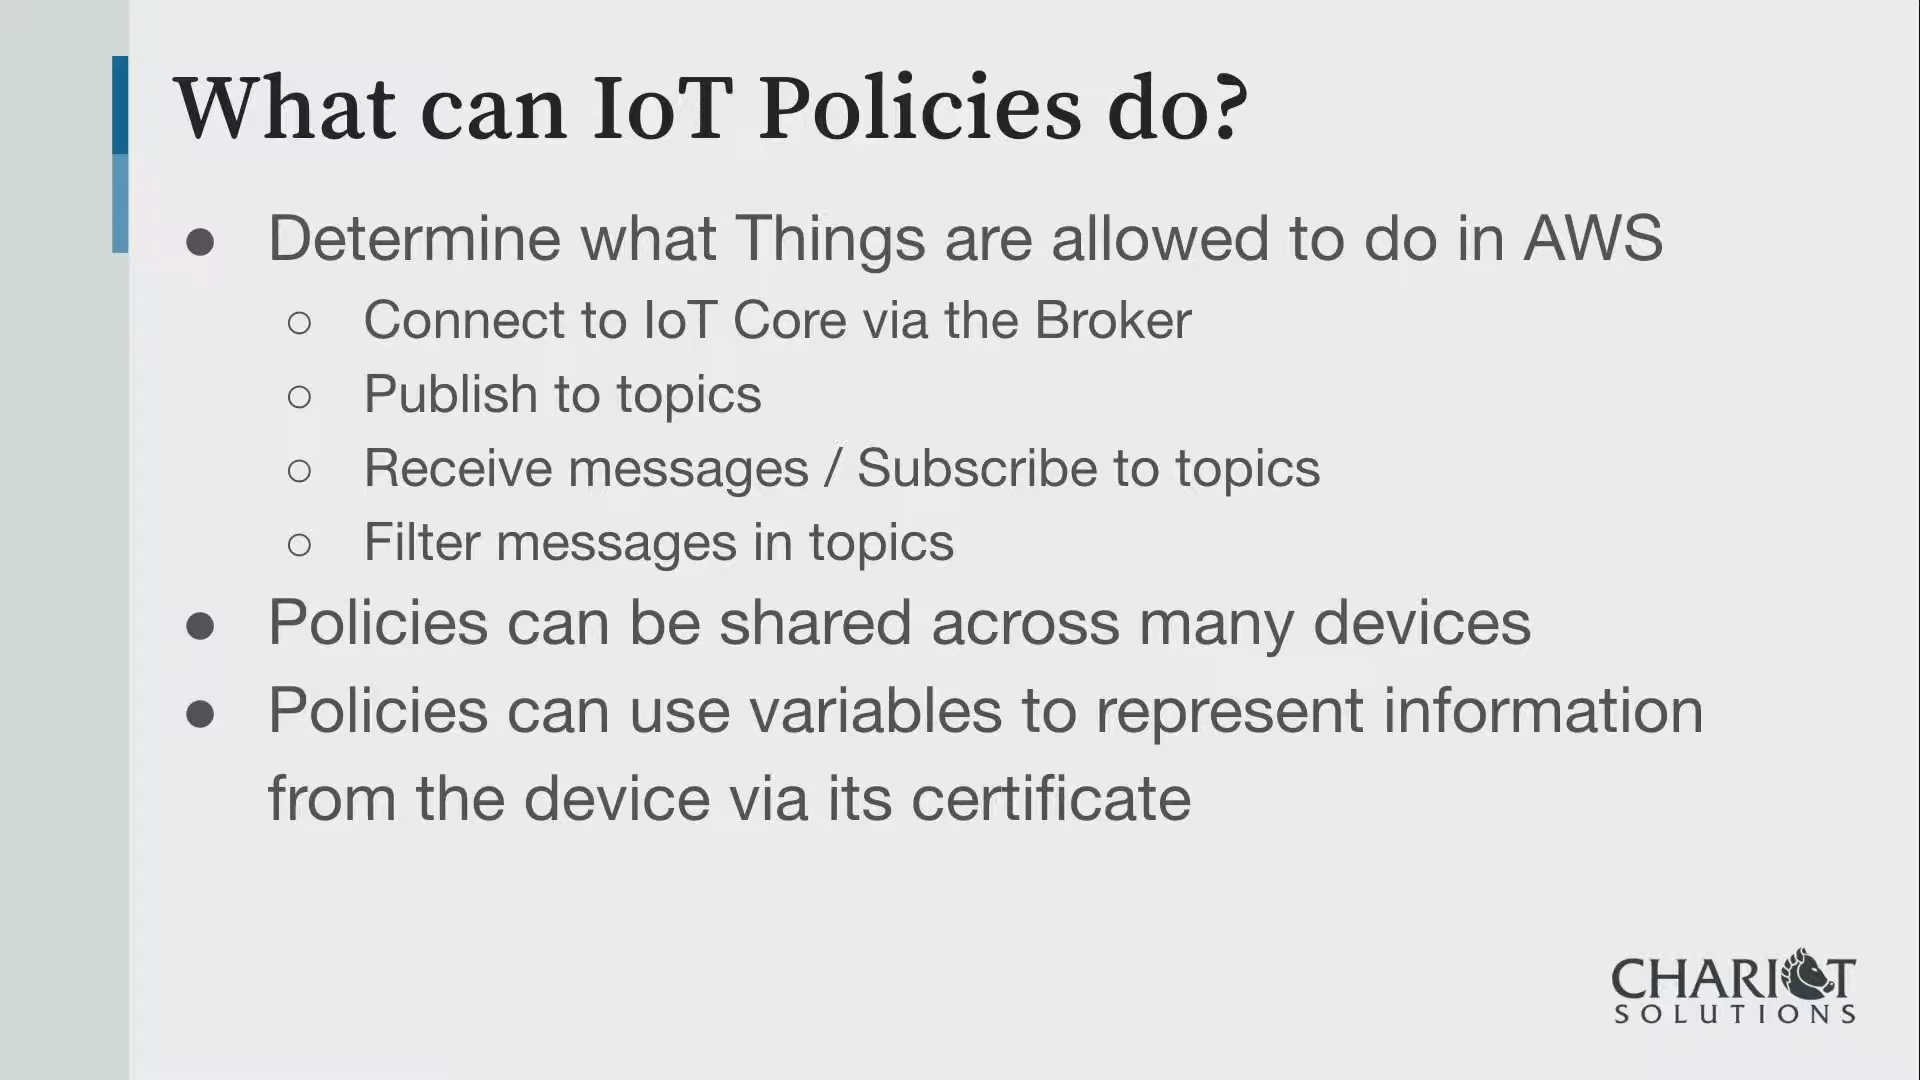 What can IoT Policies do?
● Determine what Things are allowed to do in AWS
○ Connect to IoT Core via the Broker
○ Publish to topics
○ Receive messages / Subscribe to topics
○ Filter messages in topics
● Policies can be shared across many devices
● Policies can use variables to represent information
from the device via its certificate
CHARIOT
SOLUTIONS